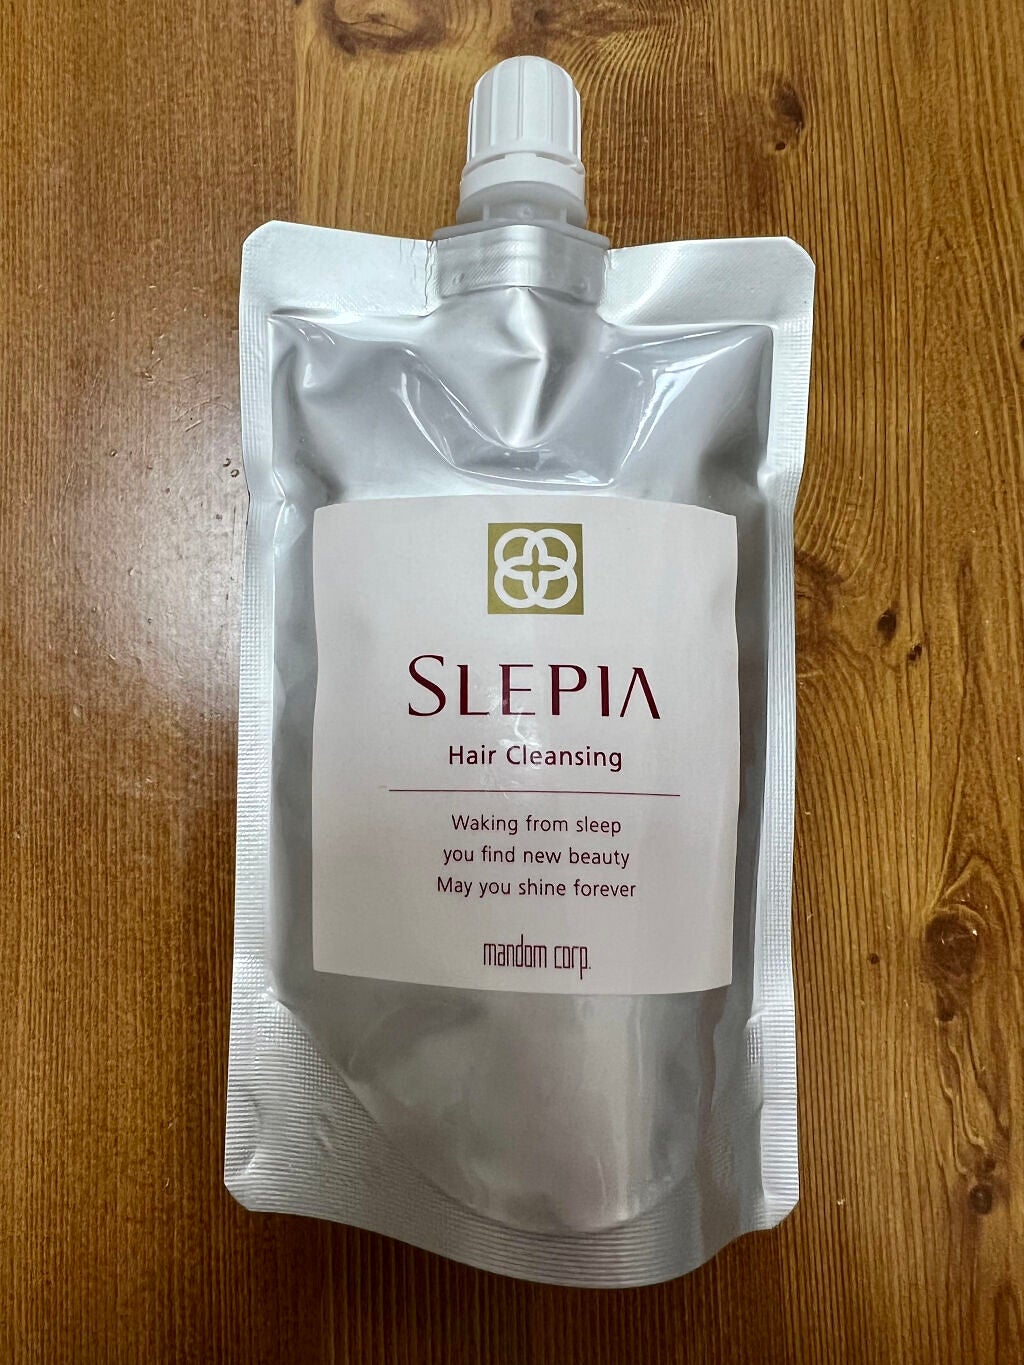 SLEPIA
Hair Cleansing
Waking from sleep
you find new beauty
May you shine forever
mandom corp.